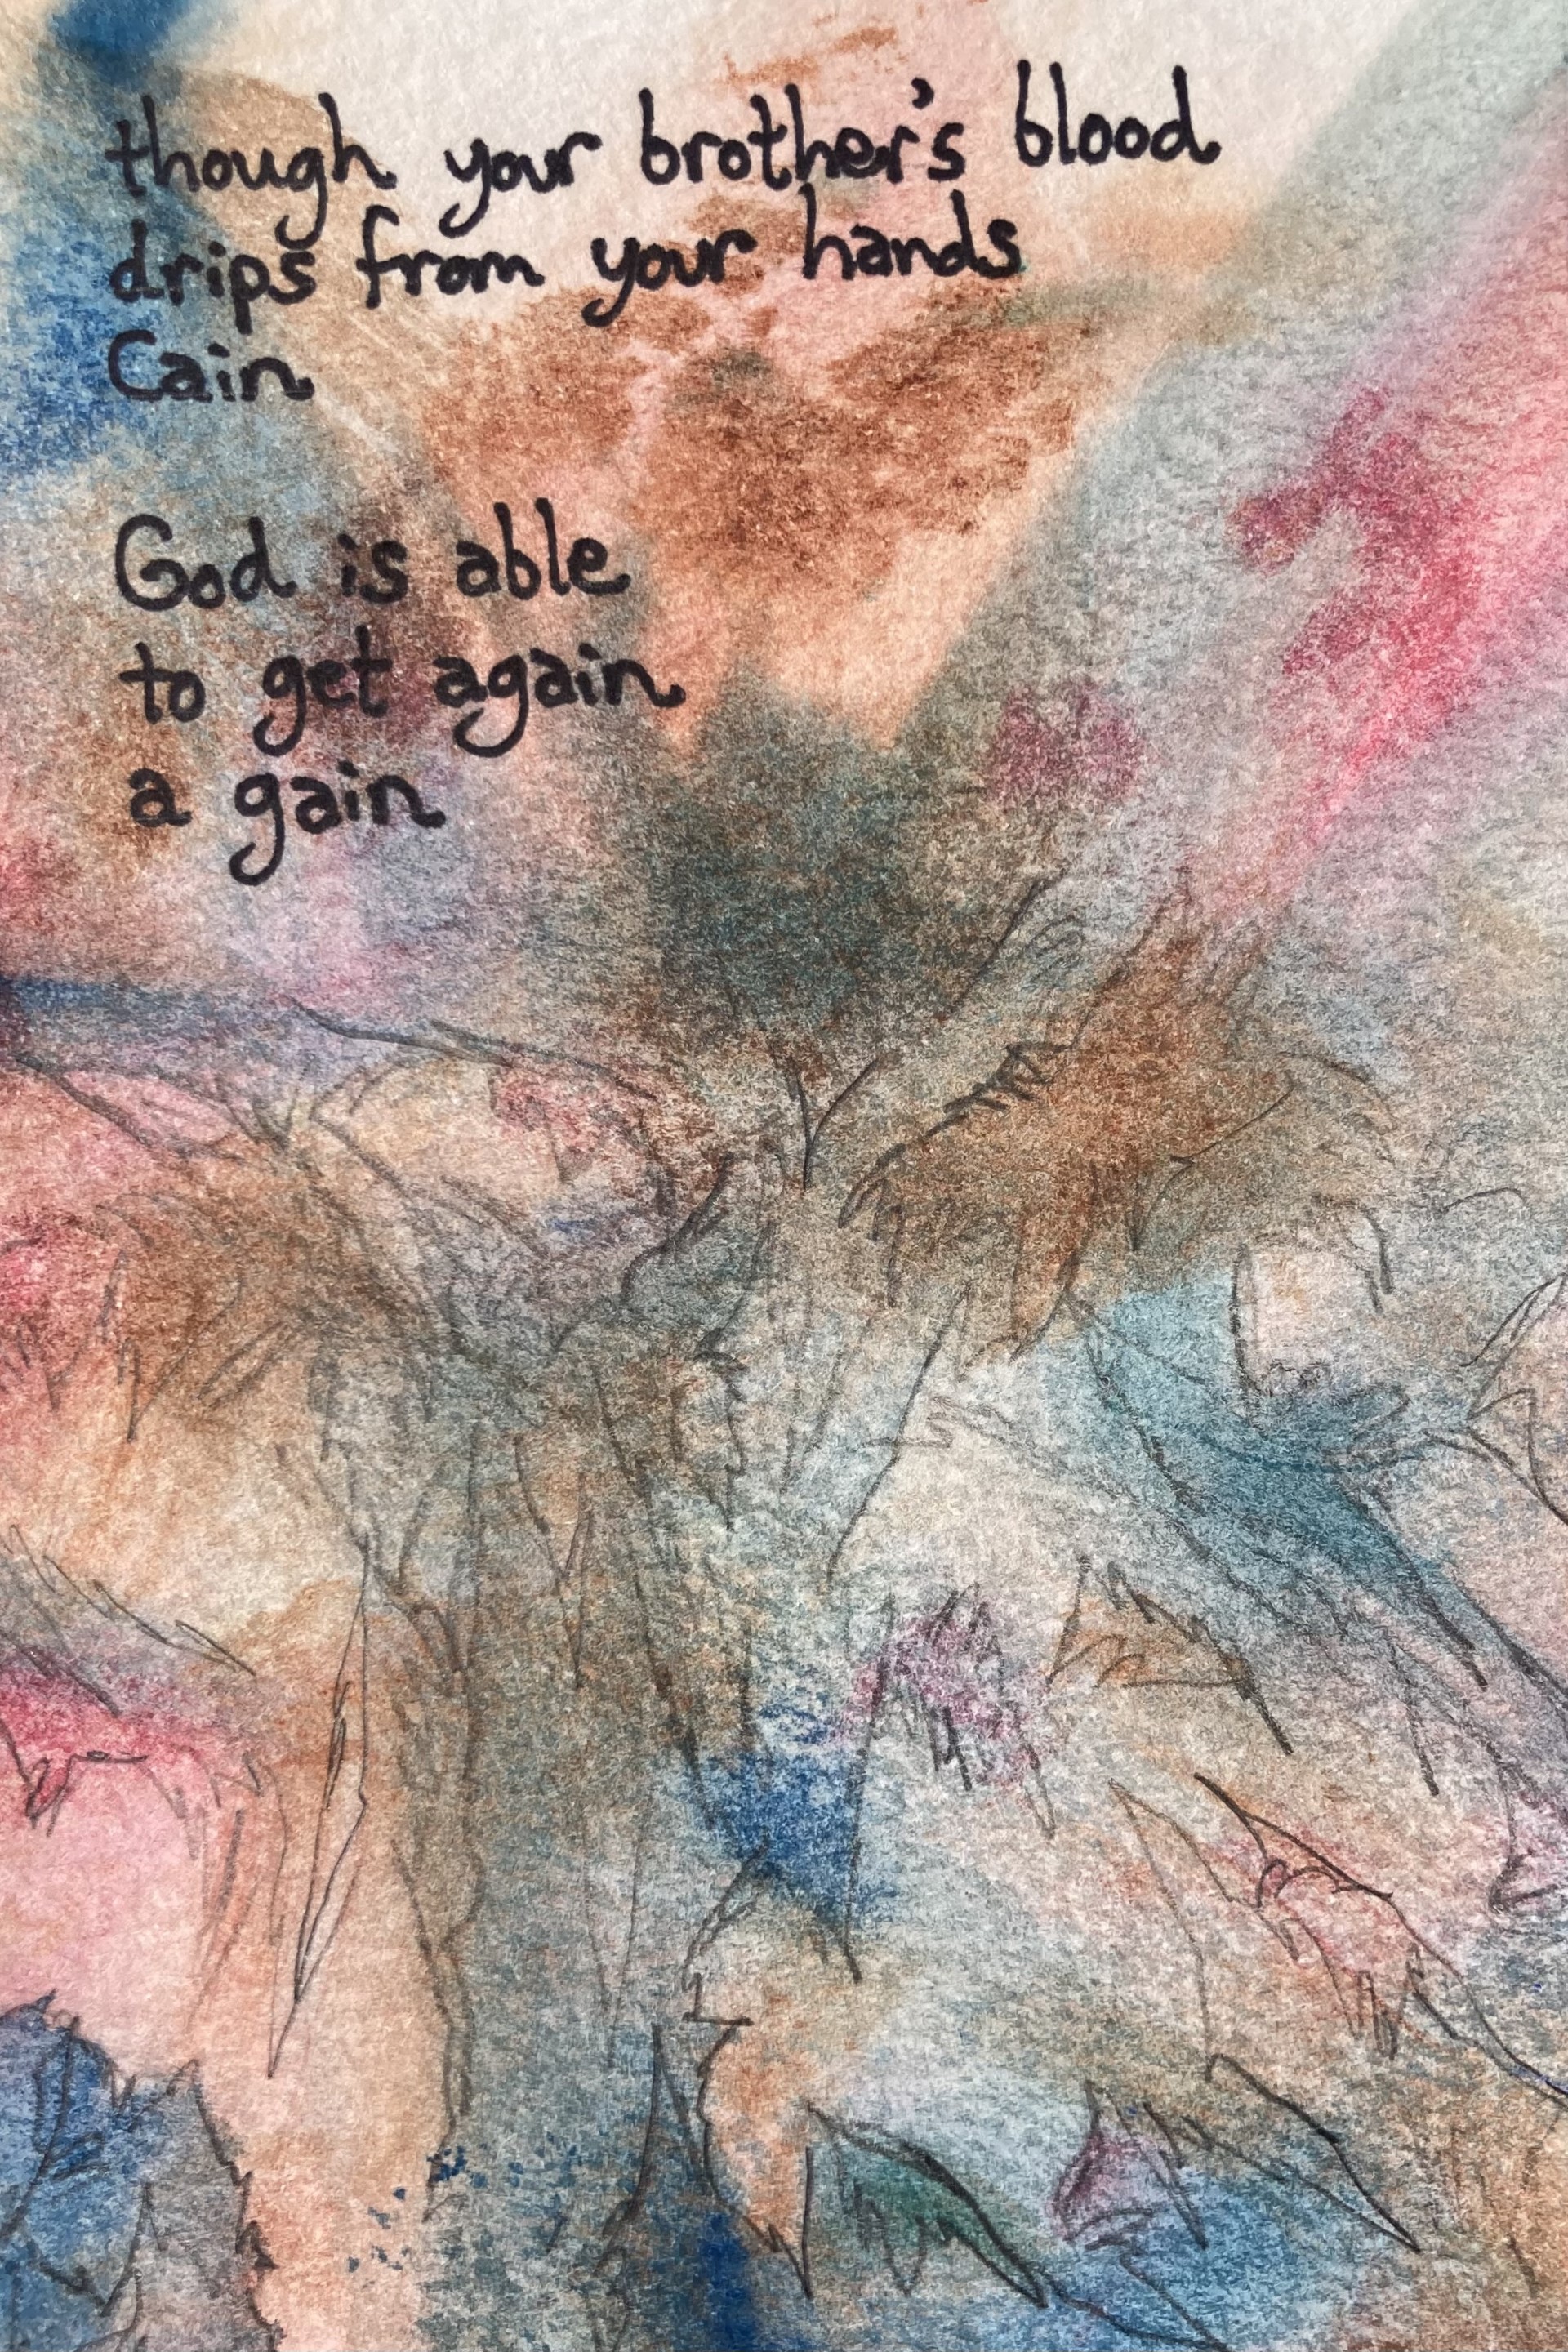 though your brother's blood
drips from your hands
Cain
God is able
to get again
a gain